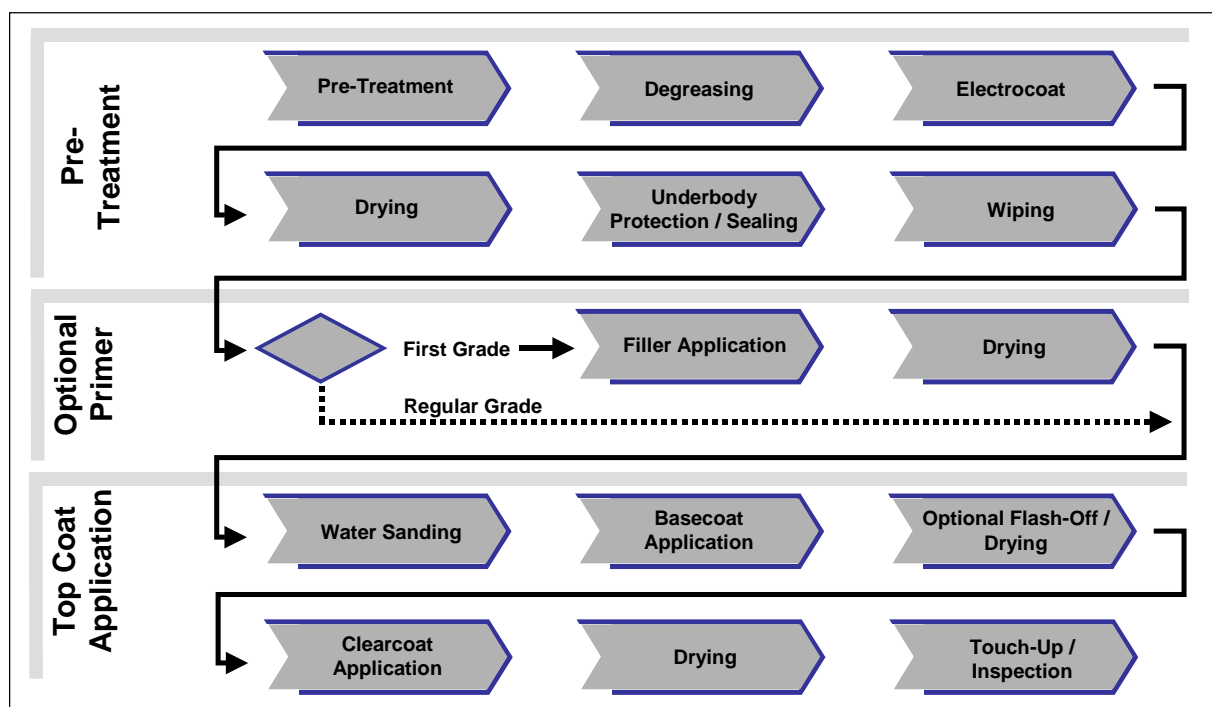 Pre-
Treatment
Pre-Treatment
Degreasing
Electrocoat
Drying
Underbody
Protection / Sealing
Wiping
Optional
Primer
First Grade
Filler Application
Drying
Regular Grade
Top Coat
Application
Water Sanding
Basecoat
Application
Optional Flash-Off /
Drying
Clearcoat
Application
Drying
Touch-Up /
Inspection